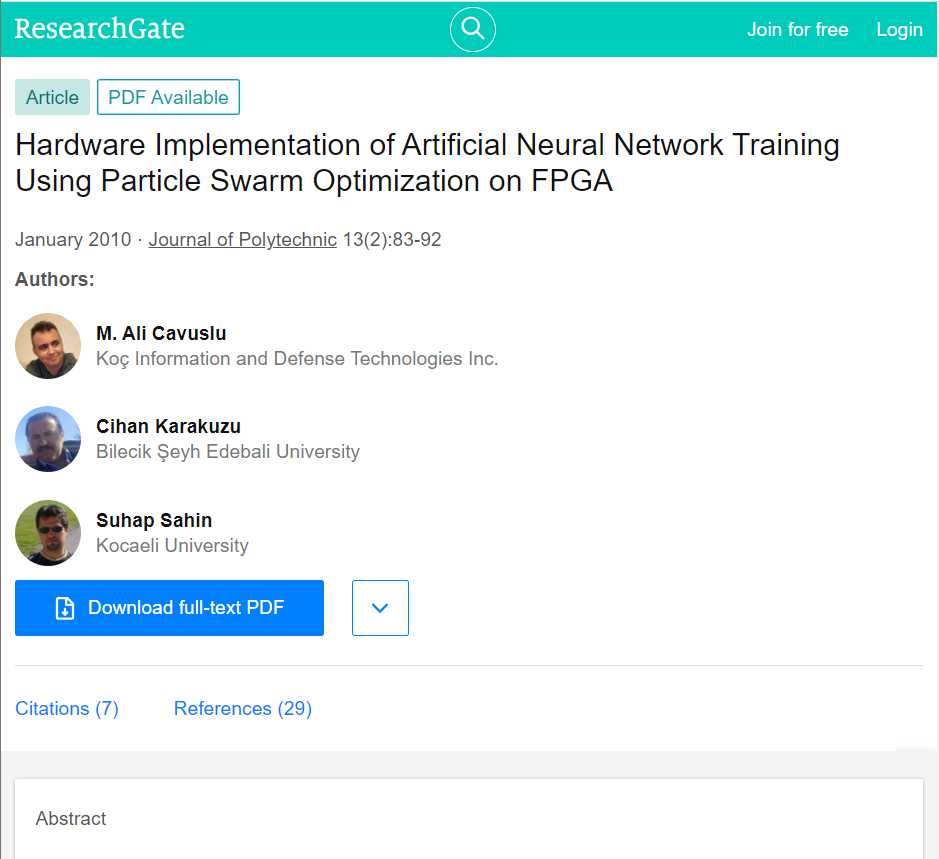 ResearchGate
Join for free
Login
Article
PDF Available
Hardware Implementation of Artificial Neural Network Training
Using Particle Swarm Optimization on FPGA
January 2010 · Journal of Polytechnic 13(2):83-92
Authors:
M. Ali Cavuslu
Koç Information and Defense Technologies Inc.
Cihan Karakuzu
Bilecik Şeyh Edebali University
Suhap Sahin
Kocaeli University
Download full-text PDF
Citations (7)
References (29)
Abstract